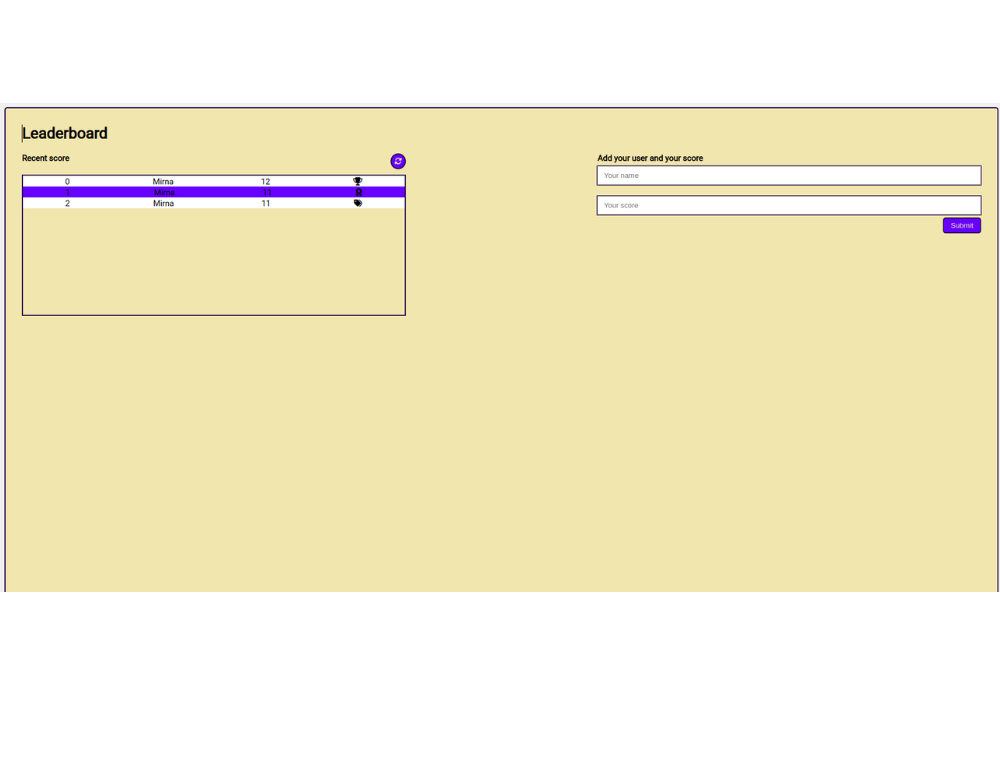 Leaderboard
Recent score
0 Mirna 12
1 Mirna 11
2 Mirna 11
Add your user and your score
Your name
Your score
Submit